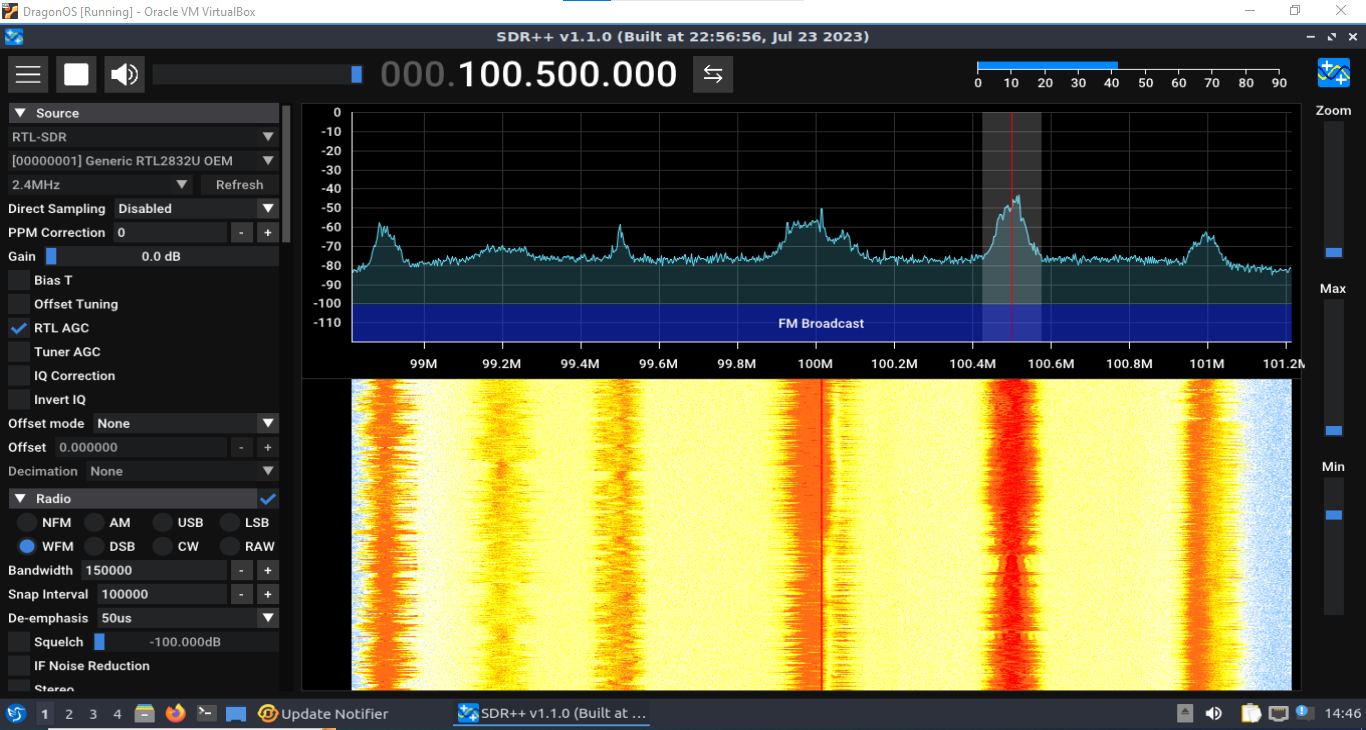 DragonOS [Running] - Oracle VM VirtualBox
SDR++ v1.1.0 (Built at 22:56:56, Jul 23 2023)
000.100.500.000
0 10 20 30 40 50 60 70 80 90
Source
RTL-SDR
[00000001] Generic RTL2832U OEM
2.4MHz Refresh
Direct Sampling Disabled
PPM Correction 0 - +
Gain 0.0 dB
Bias T
Offset Tuning
RTL AGC
Tuner AGC
IQ Correction
Invert IQ
Offset mode None
Offset 0.000000 - +
Decimation None
Radio
NFM AM USB LSB
WFM DSB CW RAW
Bandwidth 150000 - +
Snap Interval 100000 - +
De-emphasis 50us
Squelch -100.000dB
IF Noise Reduction
Stereo
0
-10
-20
-30
-40
-50
-60
-70
-80
-90
-100
-110
FM Broadcast
99M 99.2M 99.4M 99.6M 99.8M 100M 100.2M 100.4M 100.6M 100.8M 101M 101.2M
Zoom
Max
Min
1 2 3 4 Update Notifier SDR++ v1.1.0 (Built at ... 14:46